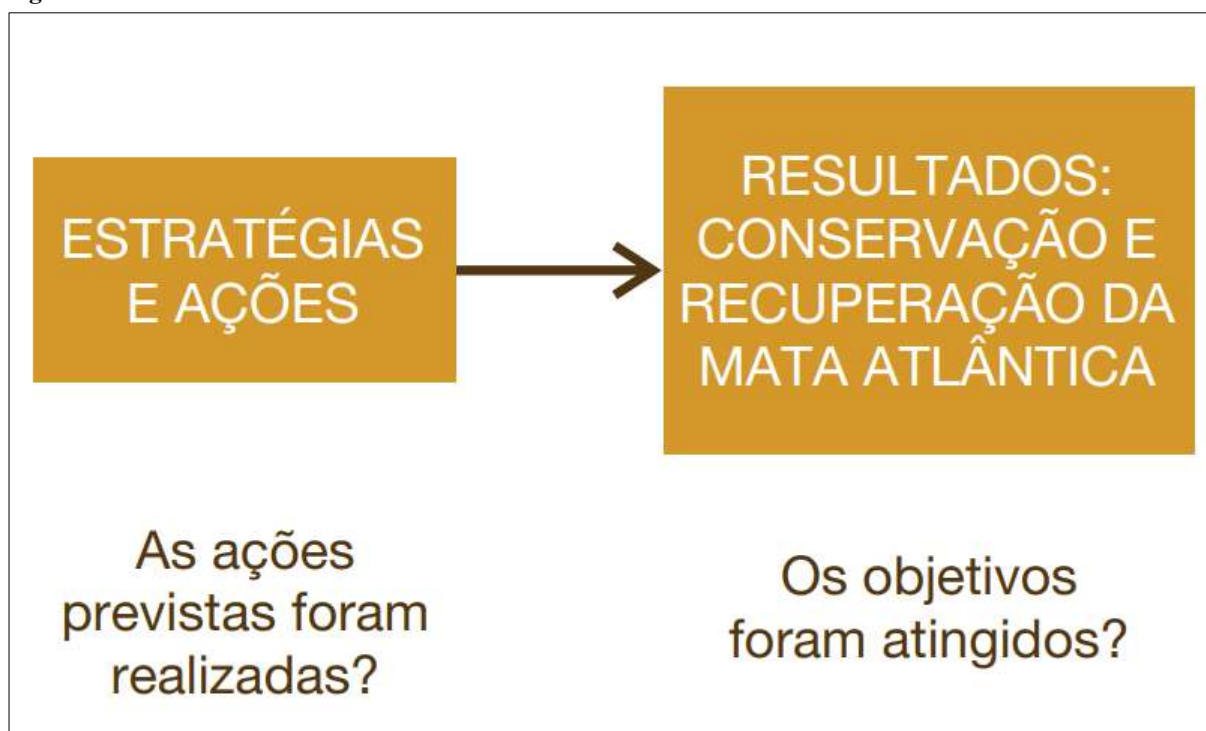 ESTRATÉGIAS
E AÇÕES
RESULTADOS:
CONSERVAÇÃO E
RECUPERAÇÃO DA
MATA ATLÂNTICA
As ações
previstas foram
realizadas?
Os objetivos
foram atingidos?